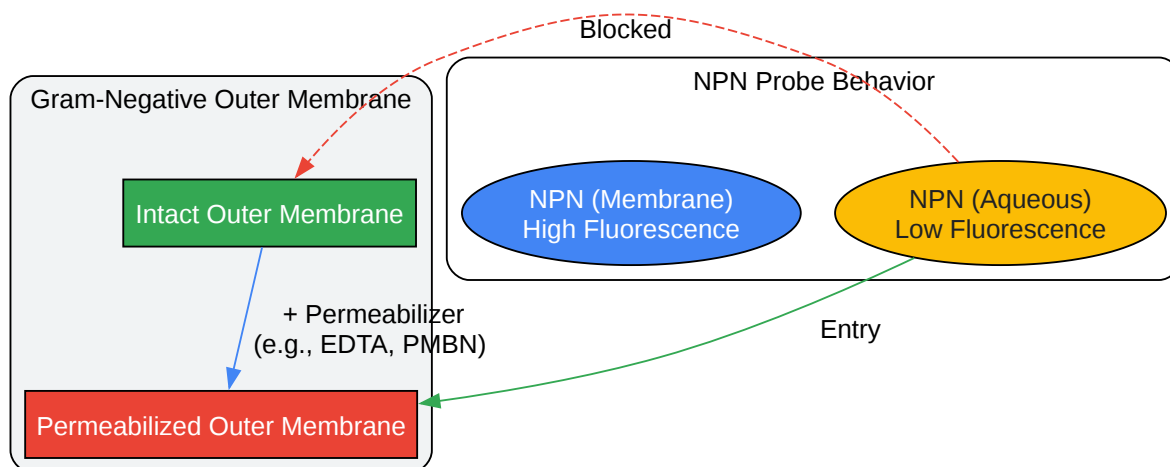 Blocked
Gram-Negative Outer Membrane
NPN Probe Behavior
Intact Outer Membrane
NPN (Membrane)
High Fluorescence
NPN (Aqueous)
Low Fluorescence
+ Permeabilizer
(e.g., EDTA, PMBN)
Entry
Permeabilized Outer Membrane